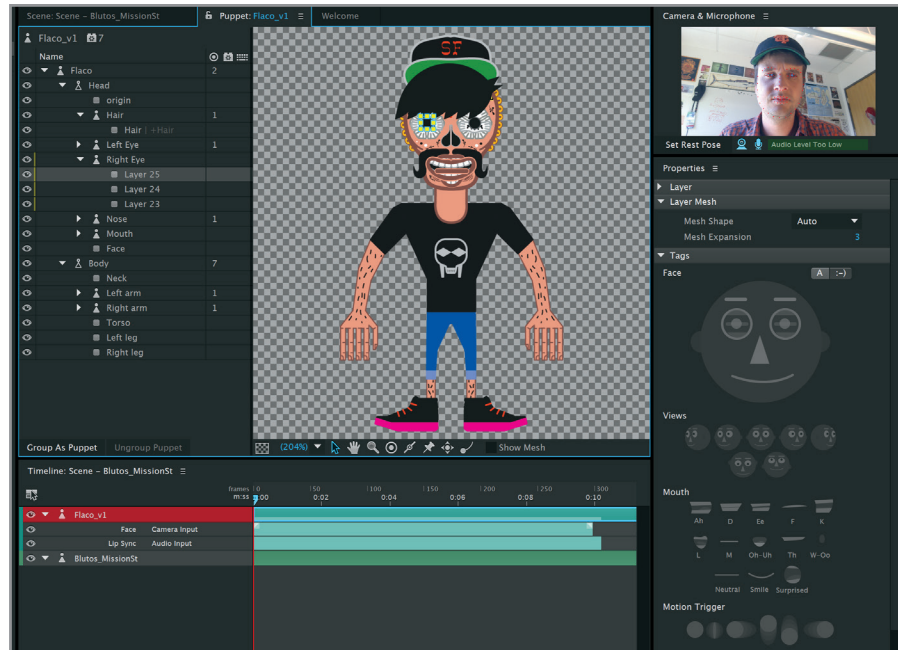 Scene: Scene – Blutos_MissionSt
Puppet: Flaco_v1
Welcome
Camera & Microphone
Flaco_v1 7
Name
Flaco 2
Head
origin
Hair 1
Hair | +Hair
Left Eye 1
Right Eye
Layer 25
Layer 24
Layer 23
Nose 1
Mouth
Face
Body 7
Neck
Left arm 1
Right arm 1
Torso
Left leg
Right leg
SF
Group As Puppet Ungroup Puppet
(204%) Show Mesh
Set Rest Pose Audio Level Too Low
Properties
Layer
Layer Mesh
Mesh Shape Auto
Mesh Expansion 3
Tags
Face A :-)
Views
Mouth
Ah D Ee F K
L M Oh-Uh Th W-Oo
Neutral Smile Surprised
Motion Trigger
Timeline: Scene – Blutos_MissionSt
frames 0 50 100 150 200 250 300
m:ss 0:00 0:02 0:04 0:06 0:08 0:10
Flaco_v1
Face Camera Input
Lip Sync Audio Input
Blutos_MissionSt